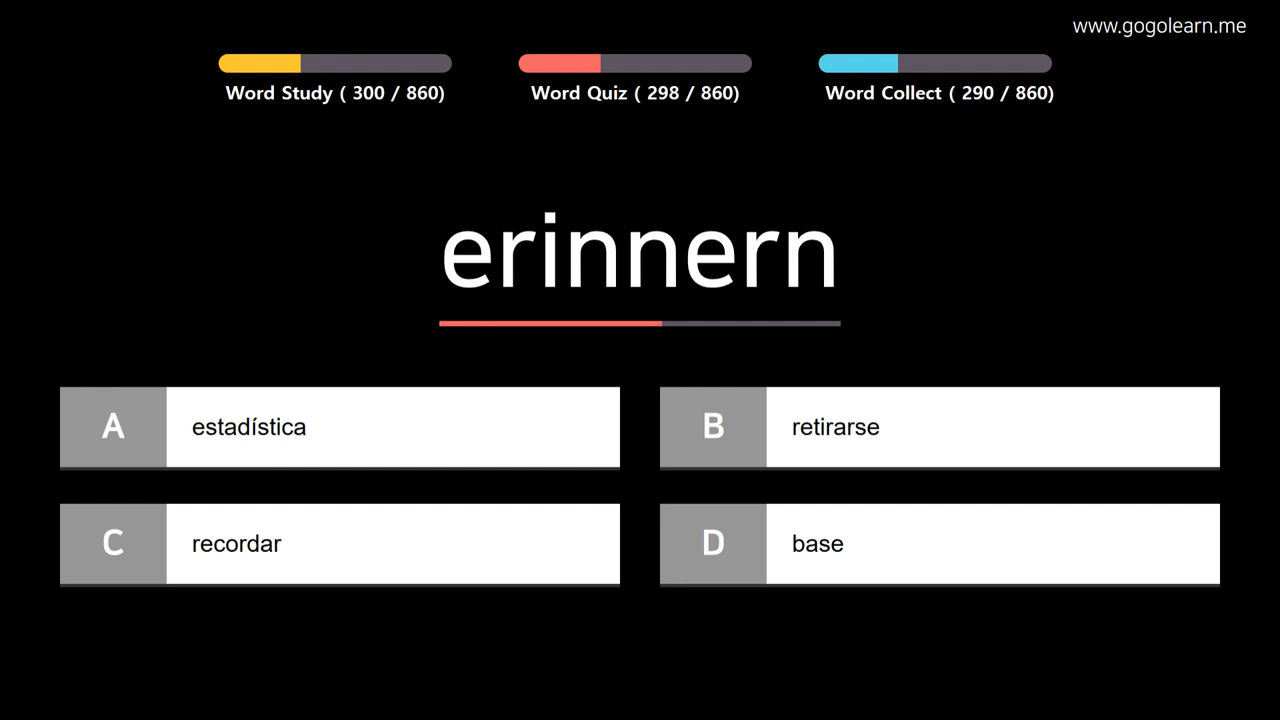 www.gogolearn.me
Word Study ( 300 / 860)
Word Quiz ( 298 / 860)
Word Collect ( 290 / 860)
erinnern
A estadística
B retirarse
C recordar
D base